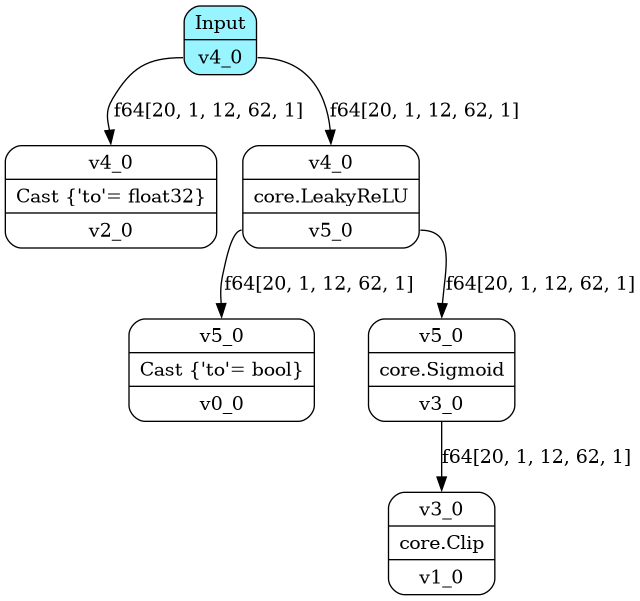 Input
v4_0
f64[20, 1, 12, 62, 1]
f64[20, 1, 12, 62, 1]
v4_0
Cast {'to'= float32}
v2_0
v4_0
core.LeakyReLU
v5_0
f64[20, 1, 12, 62, 1]
f64[20, 1, 12, 62, 1]
v5_0
Cast {'to'= bool}
v0_0
v5_0
core.Sigmoid
v3_0
f64[20, 1, 12, 62, 1]
v3_0
core.Clip
v1_0